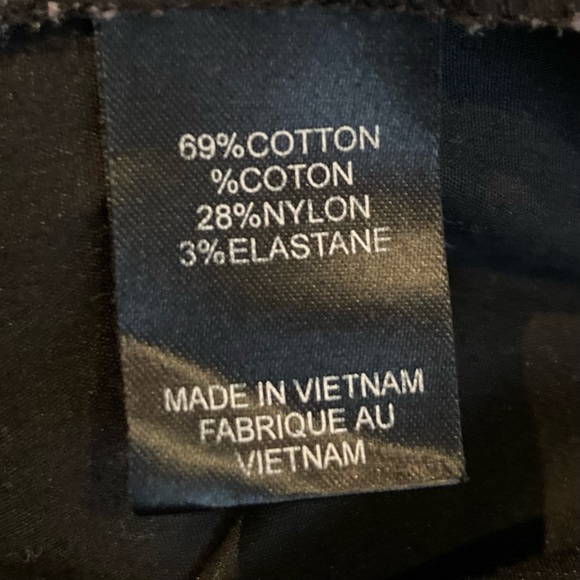 69%COTTON
%COTON
28%NYLON
3%ELASTANE
MADE IN VIETNAM
FABRIQUE AU
VIETNAM